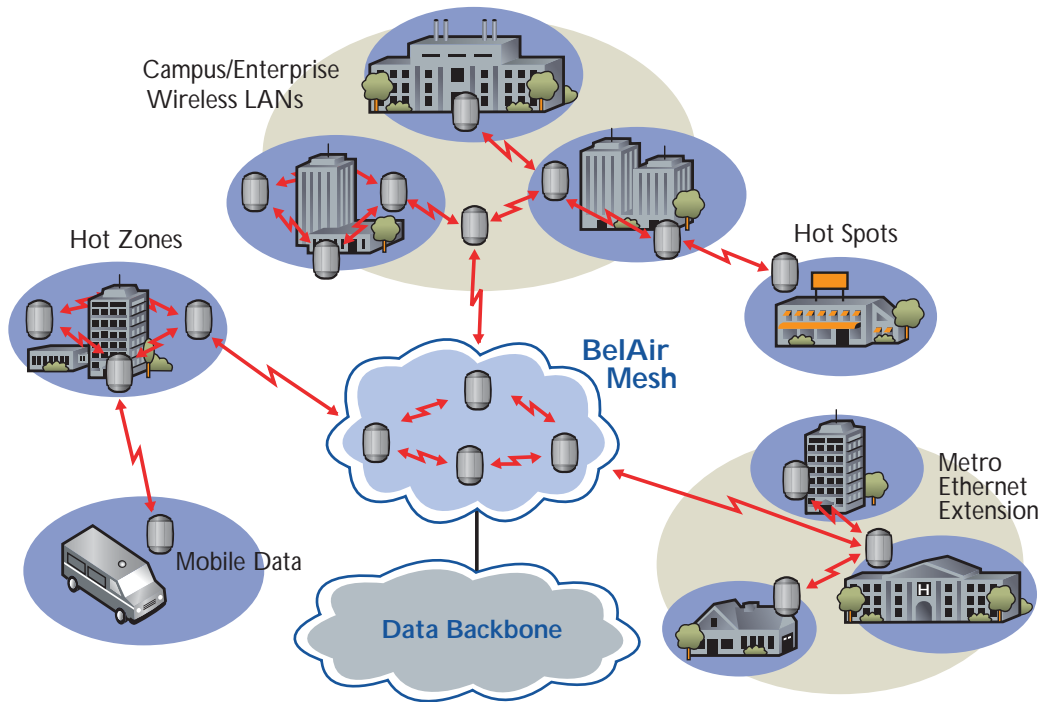 Campus/Enterprise
Wireless LANs
Hot Zones
Hot Spots
BelAir
Mesh
Metro
Ethernet
Extension
H
Mobile Data
Data Backbone